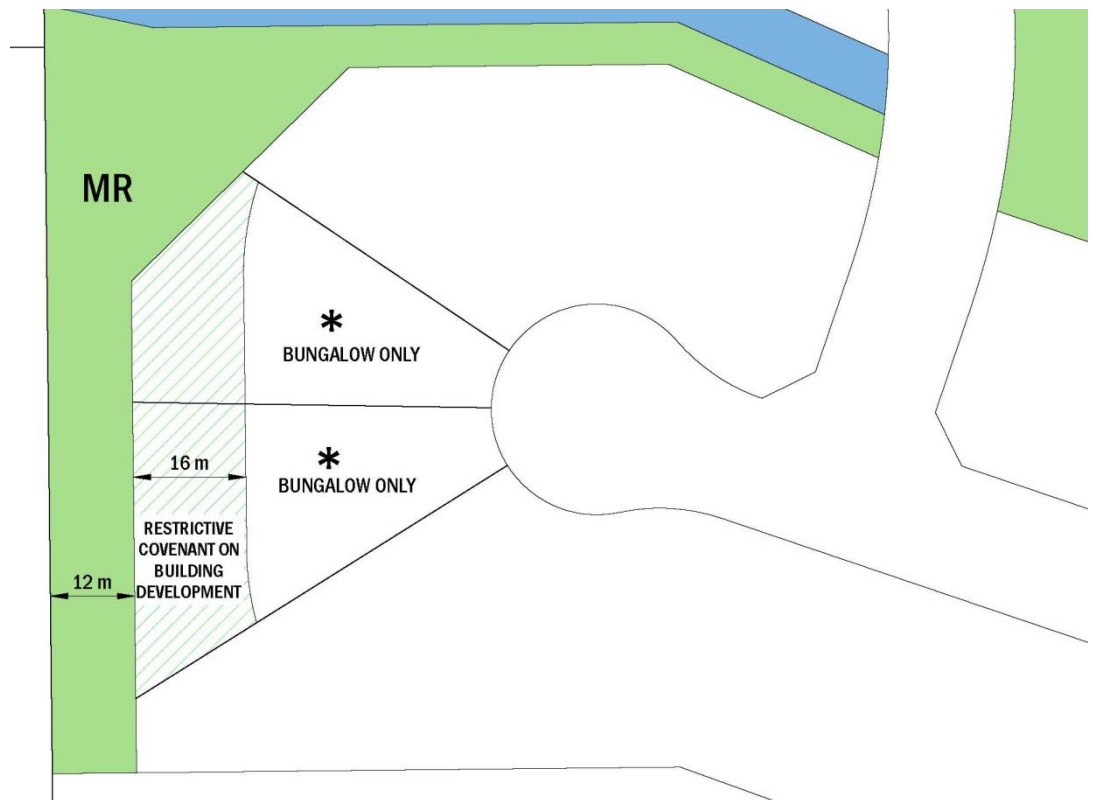 MR
*
BUNGALOW ONLY
*
BUNGALOW ONLY
16 m
RESTRICTIVE
COVENANT ON
BUILDING
DEVELOPMENT
12 m